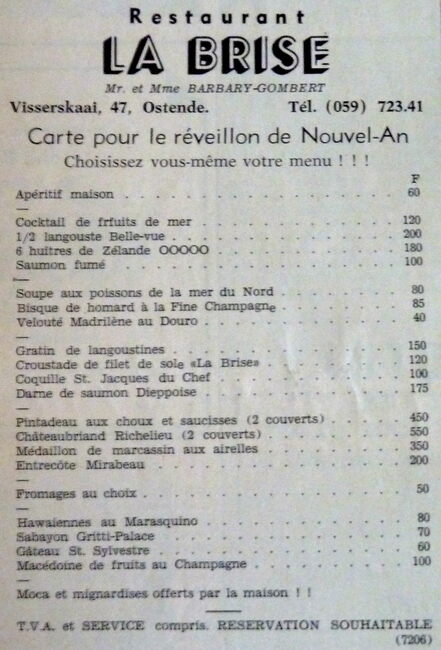 Restaurant
LA BRISE
Mr. et Mme BARBARY-GOMBERT
Visserskaai, 47, Ostende. Tél. (059) 723.41
Carte pour le réveillon de Nouvel-An
Choisissez vous-même votre menu ! ! !
F
Apéritif maison . . . . . . . . . . . . 60
—
Cocktail de frfuits de mer . . . . . . . . . 120
1/2 langouste Belle-vue . . . . . . . . . . 200
6 huîtres de Zélande OOOOO . . . . . . . . 180
Saumon fumé . . . . . . . . . . . . 100
—
Soupe aux poissons de la mer du Nord . . . . . 80
Bisque de homard à la Fine Champagne . . . . . 85
Velouté Madrilène au Douro . . . . . . . . 40
—
Gratin de langoustines . . . . . . . . . . 150
Croustade de filet de sole «La Brise» . . . . . 120
Coquille St. Jacques du Chef . . . . . . . . 100
Darne de saumon Dieppoise . . . . . . . . 175
—
Pintadeau aux choux et saucisses (2 couverts) . . . . 450
Châteaubriand Richelieu (2 couverts) . . . . . . 550
Médaillon de marcassin aux airelles . . . . . . 350
Entrecôte Mirabeau . . . . . . . . . . 200
—
Fromages au choix . . . . . . . . . . . 50
—
Hawaiennes au Marasquino . . . . . . . . 80
Sabayon Gritti-Palace . . . . . . . . . . 70
Gâteau St. Sylvestre . . . . . . . . . . 60
Macédoine de fruits au Champagne . . . . . . 100
—
Moca et mignardises offerts par la maison ! !
T.V.A. et SERVICE compris. RESERVATION SOUHAITABLE
(7206)